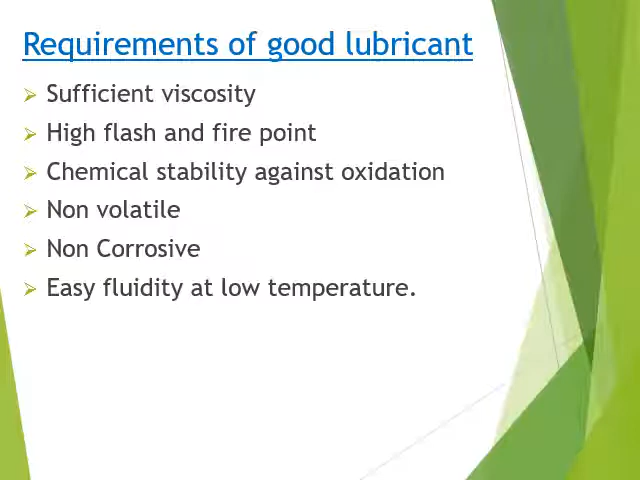 Requirements of good lubricant
Sufficient viscosity
High flash and fire point
Chemical stability against oxidation
Non volatile
Non Corrosive
Easy fluidity at low temperature.